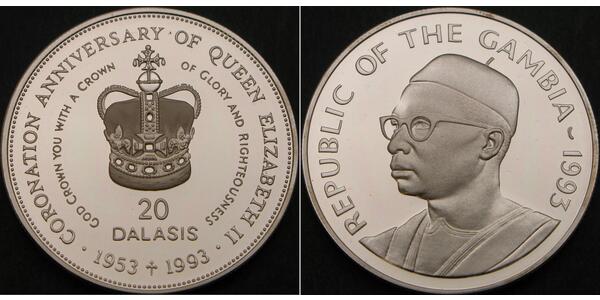 CORONATION ANNIVERSARY OF QUEEN ELIZABETH II
GOD CROWN YOU WITH A CROWN
OF GLORY AND RIGHTEOUSNESS
20
DALASIS
· 1953 ✝ 1993 ·
REPUBLIC OF THE GAMBIA ~ 1993